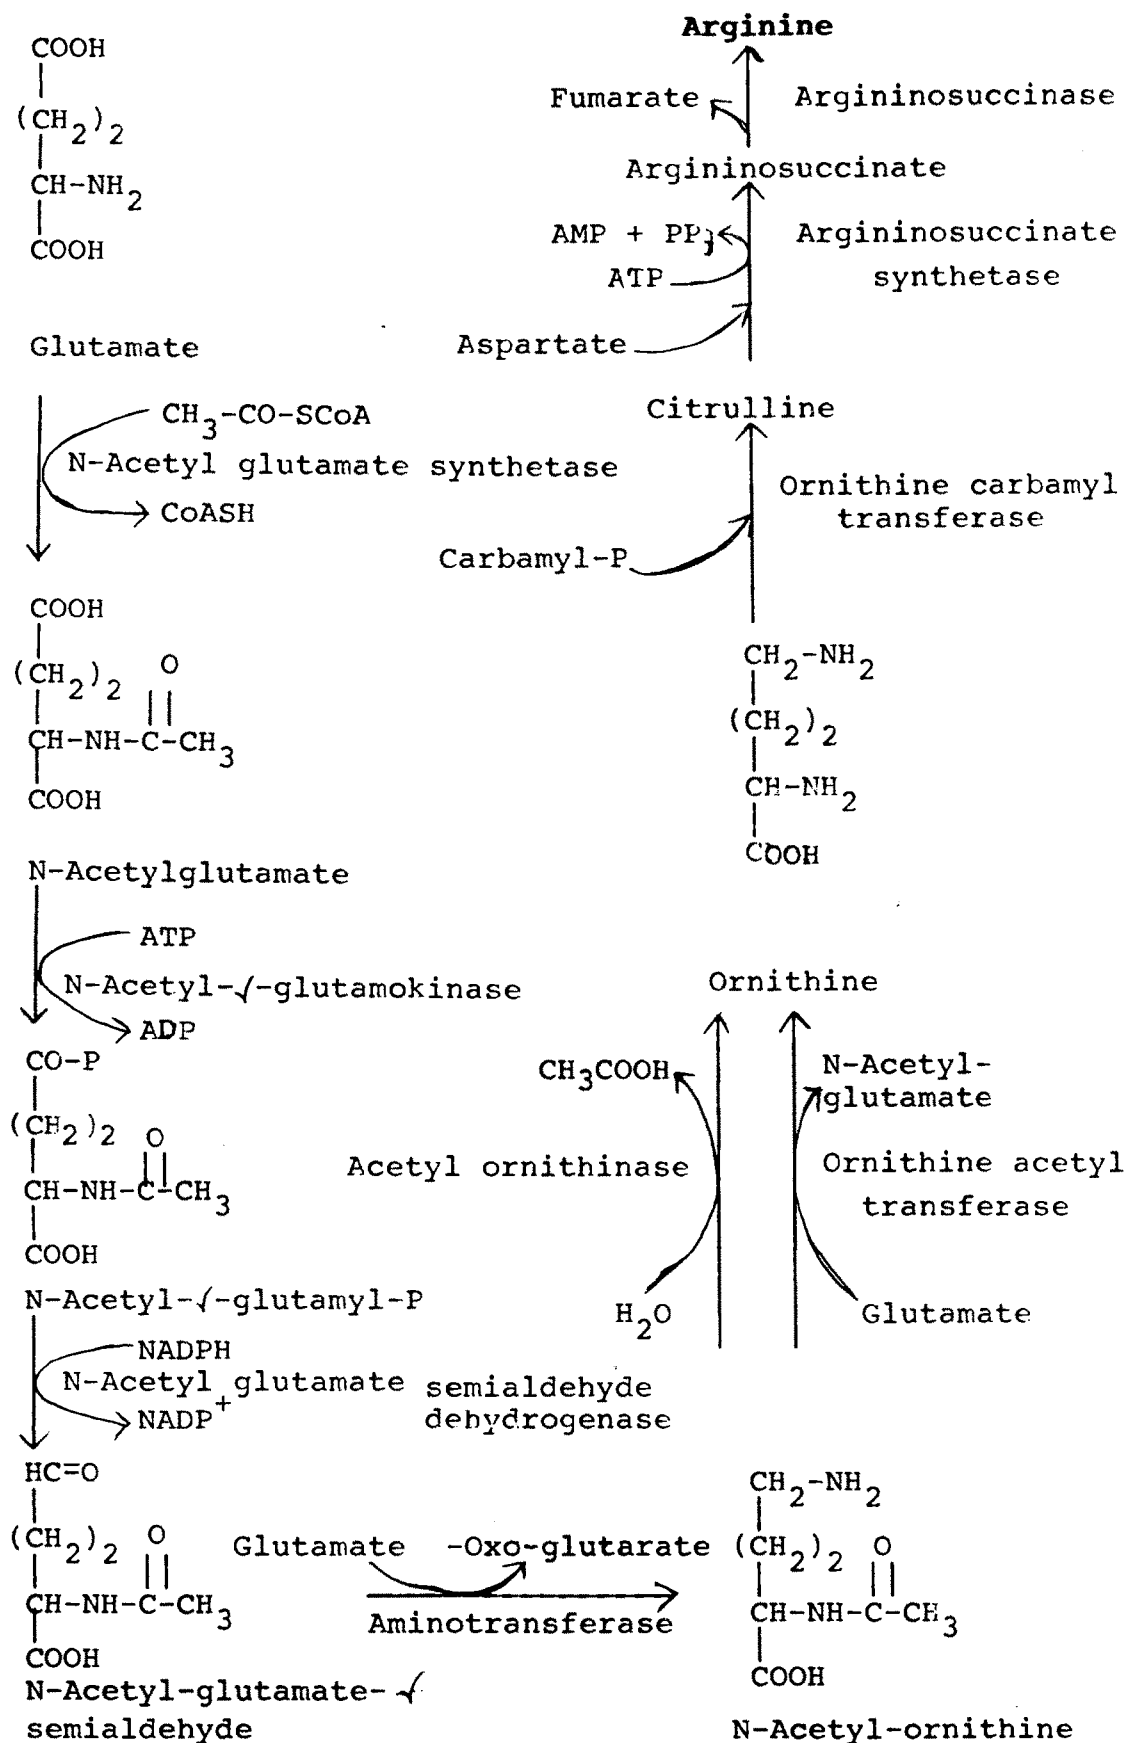 COOH
(CH2)2
CH-NH2
COOH
Glutamate
CH3-CO-SCoA
N-Acetyl glutamate synthetase
CoASH
COOH
(CH2)2
O
CH-NH-C-CH3
COOH
N-Acetylglutamate
ATP
N-Acetyl-√-glutamokinase
ADP
CO-P
(CH2)2
O
CH-NH-C-CH3
COOH
N-Acetyl-√-glutamyl-P
NADPH
N-Acetyl glutamate semialdehyde
dehydrogenase
NADP+
HC=O
(CH2)2
O
CH-NH-C-CH3
COOH
N-Acetyl-glutamate-√
semialdehyde
Glutamate
-Oxo-glutarate
Aminotransferase
CH2-NH2
(CH2)2
O
CH-NH-C-CH3
COOH
N-Acetyl-ornithine
H2O
Glutamate
Acetyl ornithinase
Ornithine acetyl
transferase
CH3COOH
N-Acetyl-
glutamate
Ornithine
COOH
CH-NH2
(CH2)2
CH2-NH2
Carbamyl-P
Ornithine carbamyl
transferase
Citrulline
Aspartate
ATP
AMP + PPi
Argininosuccinate
synthetase
Argininosuccinate
Fumarate
Argininosuccinase
Arginine